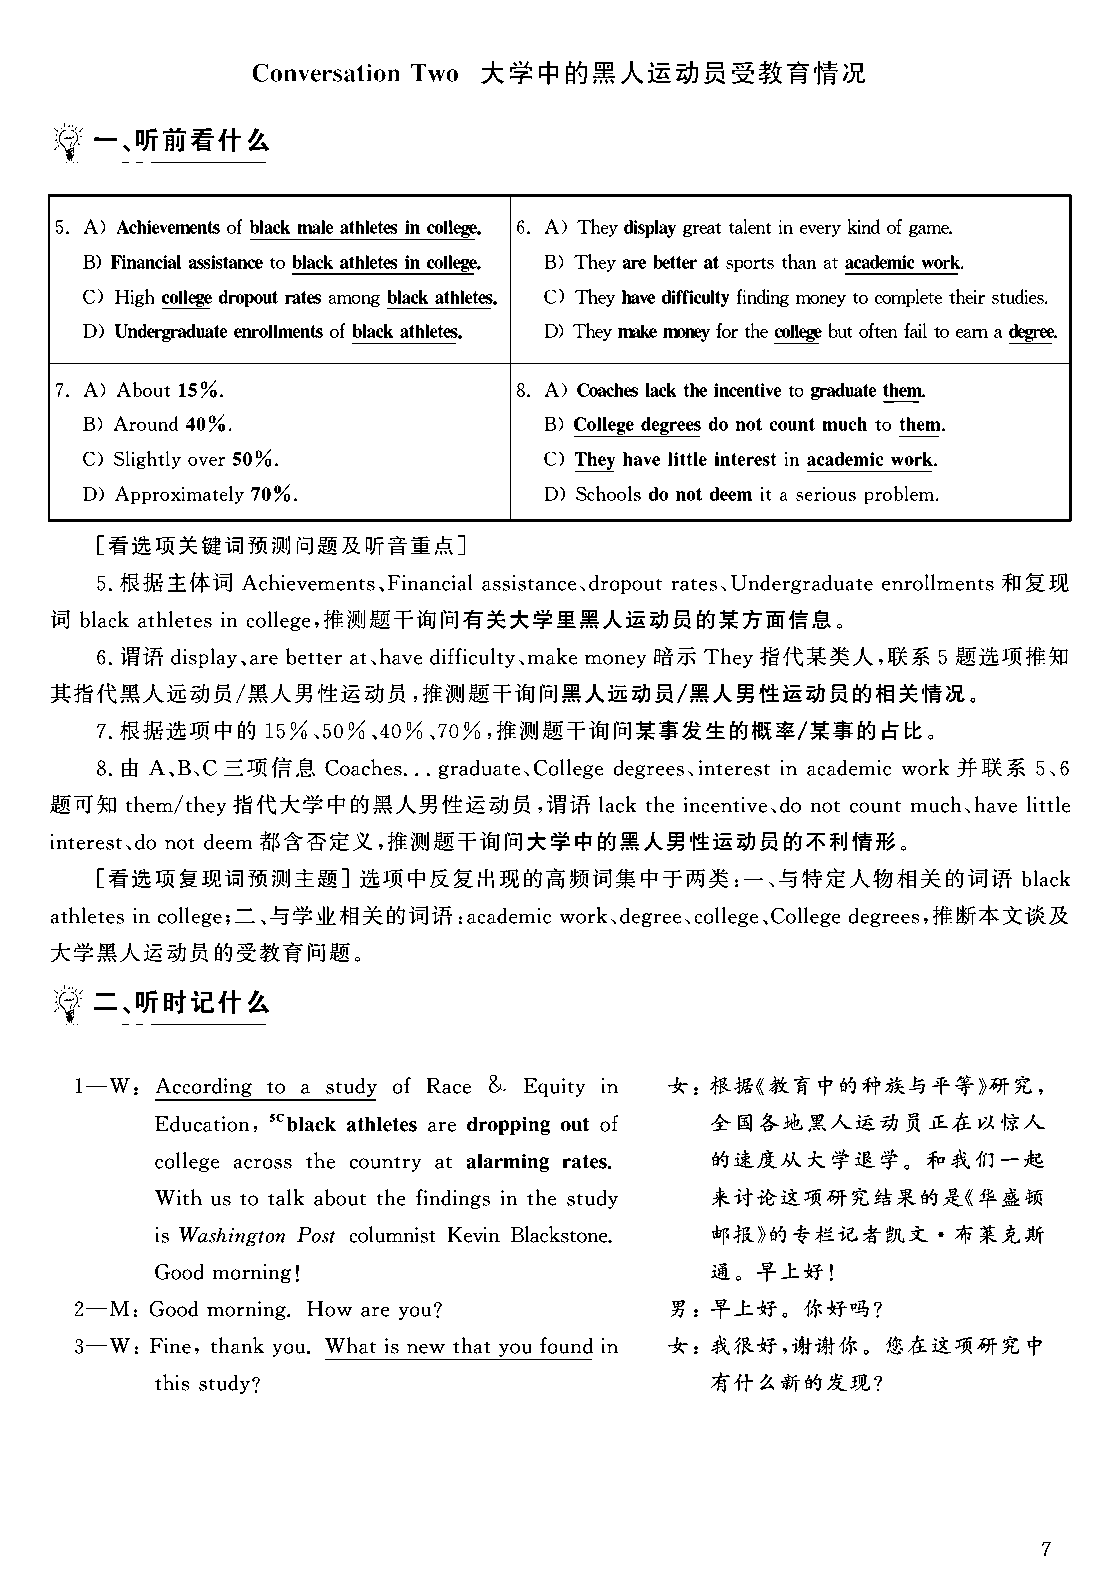 Conversation Two 大学中的黑人运动员受教育情况
一、听前看什么
5. A) Achievements of black male athletes in college.
B) Financial assistance to black athletes in college.
C) High college dropout rates among black athletes.
D) Undergraduate enrollments of black athletes.
6. A) They display great talent in every kind of game.
B) They are better at sports than at academic work.
C) They have difficulty finding money to complete their studies.
D) They make money for the college but often fail to earn a degree.
7. A) About 15%.
B) Around 40%.
C) Slightly over 50%.
D) Approximately 70%.
8. A) Coaches lack the incentive to graduate them.
B) College degrees do not count much to them.
C) They have little interest in academic work.
D) Schools do not deem it a serious problem.
[看选项关键词预测问题及听音重点]
5. 根据主体词 Achievements、Financial assistance、dropout rates、Undergraduate enrollments 和复现
词 black athletes in college,推测题干询问有关大学里黑人运动员的某方面信息。
6. 谓语 display、are better at、have difficulty、make money 暗示 They 指代某类人,联系 5 题选项推知
其指代黑人远动员/黑人男性运动员,推测题干询问黑人远动员/黑人男性运动员的相关情况。
7. 根据选项中的 15%、50%、40%、70%,推测题干询问某事发生的概率/某事的占比。
8. 由 A、B、C 三项信息 Coaches... graduate、College degrees、interest in academic work 并联系 5、6
题可知 them/they 指代大学中的黑人男性运动员,谓语 lack the incentive、do not count much、have little
interest、do not deem 都含否定义,推测题干询问大学中的黑人男性运动员的不利情形。
[看选项复现词预测主题] 选项中反复出现的高频词集中于两类:一、与特定人物相关的词语 black
athletes in college;二、与学业相关的词语:academic work、degree、college、College degrees,推断本文谈及
大学黑人运动员的受教育问题。
二、听时记什么
1—W: According to a study of Race & Equity in
Education, 5Cblack athletes are dropping out of
college across the country at alarming rates.
With us to talk about the findings in the study
is Washington Post columnist Kevin Blackstone.
Good morning!
2—M: Good morning. How are you?
3—W: Fine, thank you. What is new that you found in
this study?
女:根据《教育中的种族与平等》研究,
全国各地黑人运动员正在以惊人
的速度从大学退学。和我们一起
来讨论这项研究结果的是《华盛顿
邮报》的专栏记者凯文·布莱克斯
通。早上好!
男:早上好。你好吗?
女:我很好,谢谢你。您在这项研究中
有什么新的发现?
7